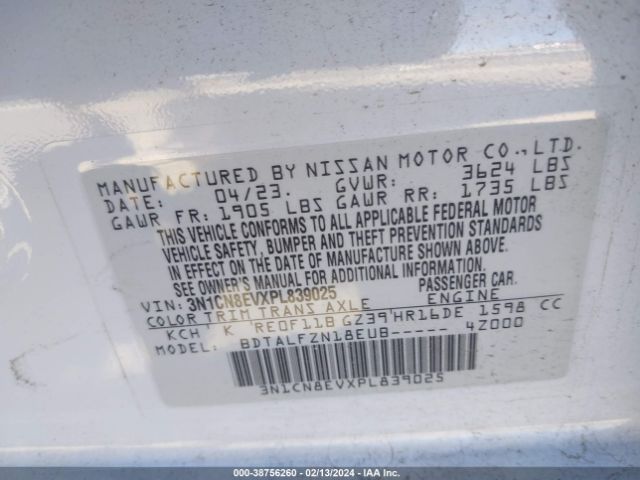 MANUFACTURED BY NISSAN MOTOR CO.,LTD.
DATE: 04/23. GVWR: 3624 LBS
GAWR FR: 1905 LBS GAWR RR: 1735 LBS
THIS VEHICLE CONFORMS TO ALL APPLICABLE FEDERAL MOTOR
VEHICLE SAFETY, BUMPER AND THEFT PREVENTION STANDARDS
IN EFFECT ON THE DATE OF MANUFACTURE SHOWN ABOVE.
SEE OWNER'S MANUAL FOR ADDITIONAL INFORMATION.
VIN: 3N1CN8EVXPL839025 PASSENGER CAR.
COLOR TRIM TRANS AXLE ENGINE
KCH' K 'RE0F11B GZ39'HR16DE 1598 CC
MODEL: BDTALFZN18EUB----- 4Z000
3N1CN8EVXPL839025
000-38756260 - 02/13/2024 - IAA Inc.